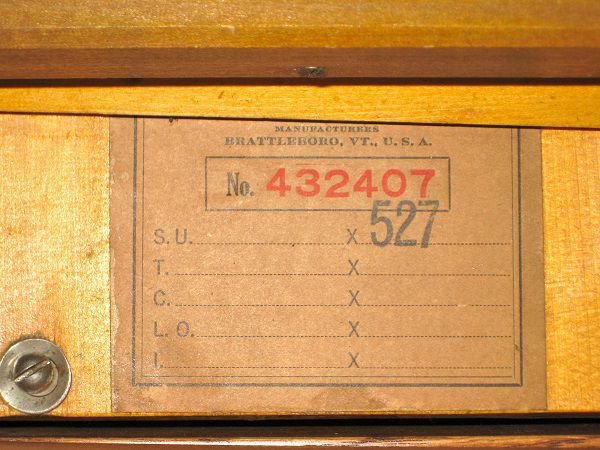 MANUFACTURERS
BRATTLEBORO, VT., U. S. A.
No. 432407
S. U. X 527
T. X
C. X
L. O. X
I. X